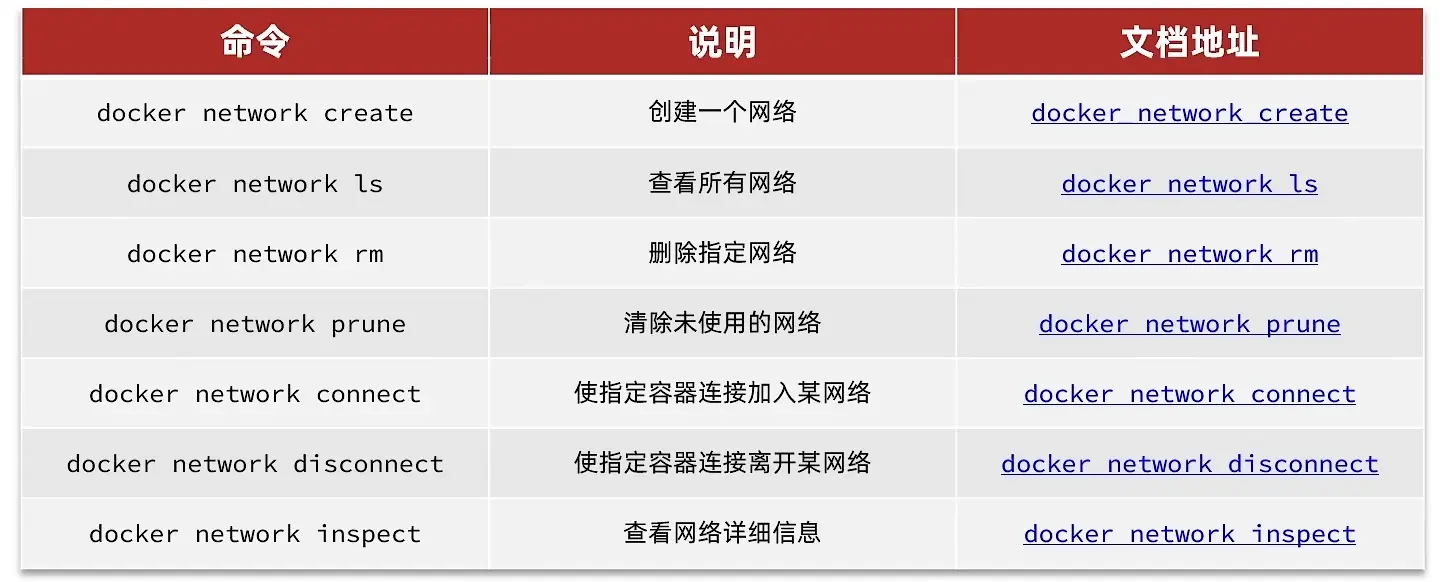 命令 说明 文档地址
docker network create 创建一个网络 docker network create
docker network ls 查看所有网络 docker network ls
docker network rm 删除指定网络 docker network rm
docker network prune 清除未使用的网络 docker network prune
docker network connect 使指定容器连接加入某网络 docker network connect
docker network disconnect 使指定容器连接离开某网络 docker network disconnect
docker network inspect 查看网络详细信息 docker network inspect